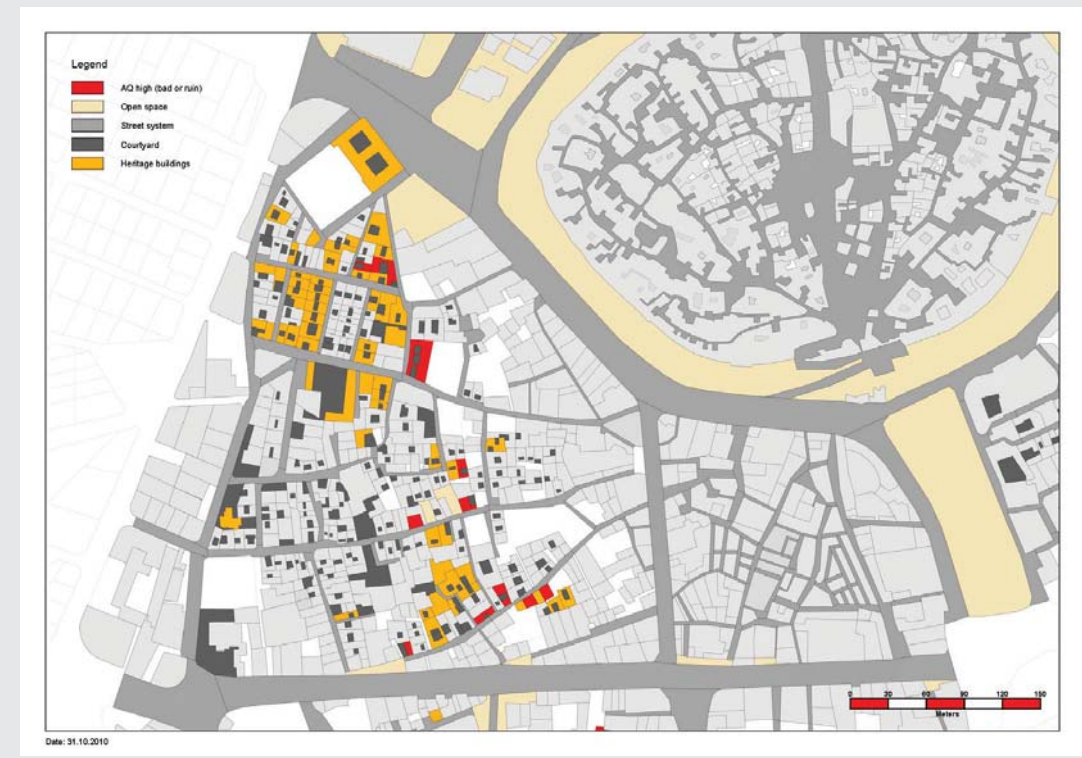 Legend
AQ high (bad or ruin)
Open space
Street system
Courtyard
Heritage buildings
0 30 60 90 120 150
Meters
Date: 31.10.2010